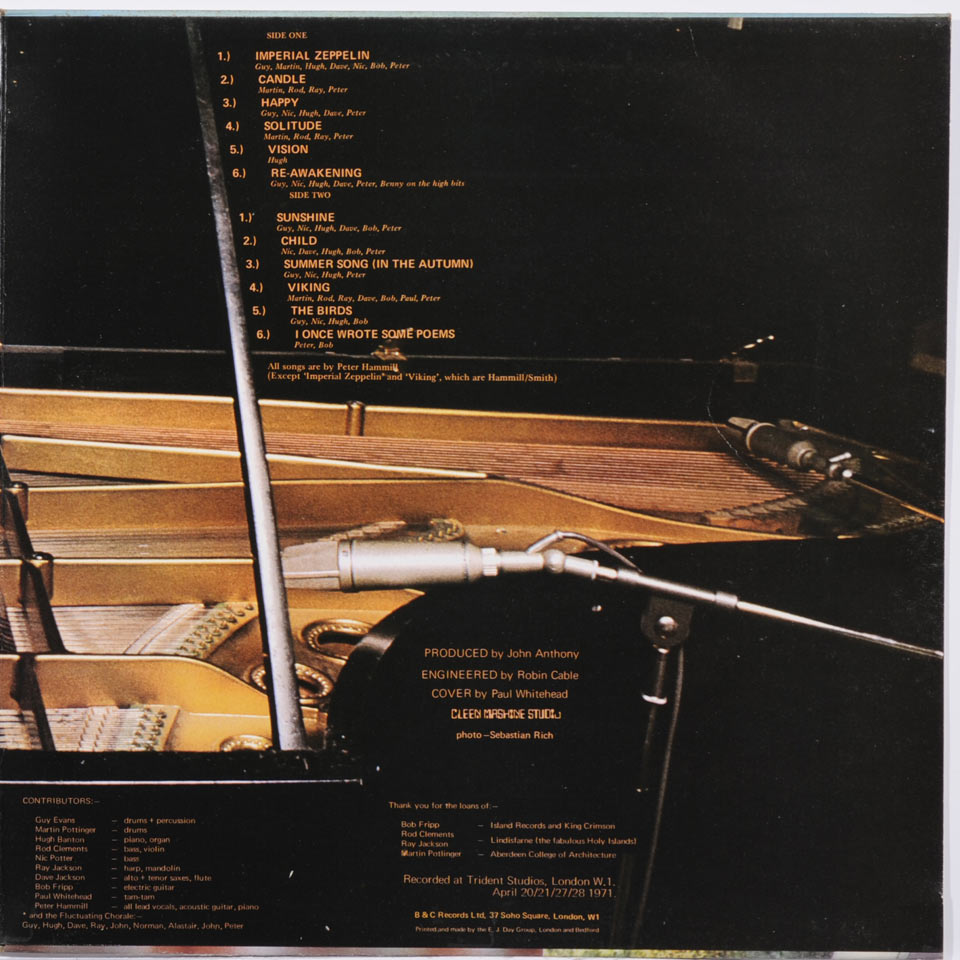 SIDE ONE
1.) IMPERIAL ZEPPELIN
Guy, Martin, Hugh, Dave, Nic, Bob, Peter
2.) CANDLE
Martin, Rod, Ray, Peter
3.) HAPPY
Guy, Nic, Hugh, Dave, Peter
4.) SOLITUDE
Martin, Rod, Ray, Peter
5.) VISION
Hugh
6.) RE-AWAKENING
Guy, Nic, Hugh, Dave, Peter, Benny on the high bits
SIDE TWO
1.) SUNSHINE
Guy, Nic, Hugh, Dave, Bob, Peter
2.) CHILD
Nic, Dave, Hugh, Bob, Peter
3.) SUMMER SONG (IN THE AUTUMN)
Guy, Nic, Hugh, Peter
4.) VIKING
Martin, Rod, Ray, Dave, Bob, Paul, Peter
5.) THE BIRDS
Guy, Nic, Hugh, Bob
6.) I ONCE WROTE SOME POEMS
Peter, Bob
All songs are by Peter Hammill
(Except 'Imperial Zeppelin' and 'Viking', which are Hammill/Smith)
PRODUCED by John Anthony
ENGINEERED by Robin Cable
COVER by Paul Whitehead
CLEEN MASHINE STUDIO
photo – Sebastian Rich
CONTRIBUTORS:–
Guy Evans – drums + percussion
Martin Pottinger – drums
Hugh Banton – piano, organ
Rod Clements – bass, violin
Nic Potter – bass
Ray Jackson – harp, mandolin
Dave Jackson – alto + tenor saxes, flute
Bob Fripp – electric guitar
Paul Whitehead – tam-tam
Peter Hammill – all lead vocals, acoustic guitar, piano
* and the Fluctuating Chorale:–
Guy, Hugh, Dave, Ray, John, Norman, Alastair, John, Peter
Thank you for the loans of:–
Bob Fripp – Island Records and King Crimson
Rod Clements
Ray Jackson – Lindisfarne (the fabulous Holy Islands)
Martin Pottinger – Aberdeen College of Architecture
Recorded at Trident Studios, London W.1.
April 20/21/27/28 1971.
B & C Records Ltd, 37 Soho Square, London, W1
Printed and made by the E. J. Day Group, London and Bedford